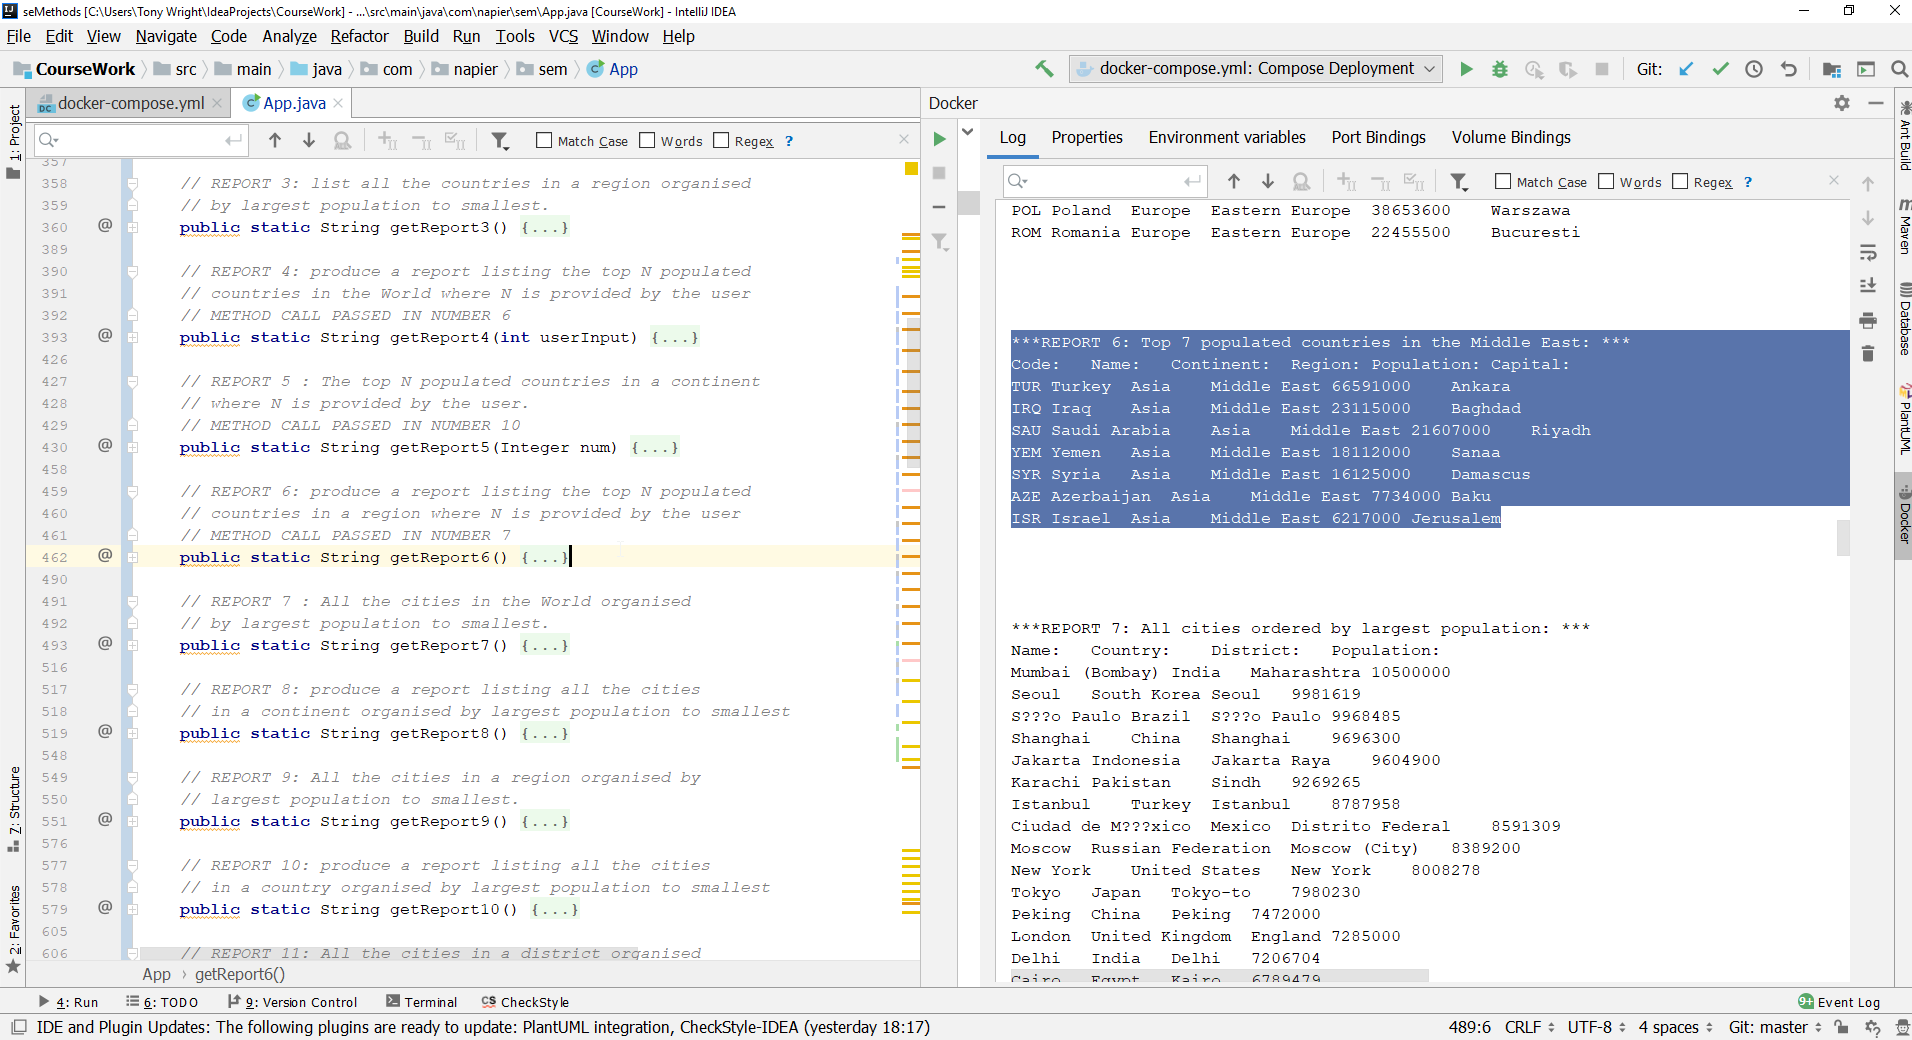 seMethods [C:\Users\Tony Wright\IdeaProjects\CourseWork] - ...\src\main\java\com\napier\sem\App.java [CourseWork] - IntelliJ IDEA
File Edit View Navigate Code Analyze Refactor Build Run Tools VCS Window Help
CourseWork src main java com napier sem App docker-compose.yml: Compose Deployment Git:
docker-compose.yml App.java
Match Case Words Regex ?
357
358 // REPORT 3: list all the countries in a region organised
359 // by largest population to smallest.
360 @ public static String getReport3() {...}
389
390 // REPORT 4: produce a report listing the top N populated
391 // countries in the World where N is provided by the user
392 // METHOD CALL PASSED IN NUMBER 6
393 @ public static String getReport4(int userInput) {...}
426
427 // REPORT 5 : The top N populated countries in a continent
428 // where N is provided by the user.
429 // METHOD CALL PASSED IN NUMBER 10
430 @ public static String getReport5(Integer num) {...}
458
459 // REPORT 6: produce a report listing the top N populated
460 // countries in a region where N is provided by the user
461 // METHOD CALL PASSED IN NUMBER 7
462 @ public static String getReport6() {...}
490
491 // REPORT 7 : All the cities in the World organised
492 // by largest population to smallest.
493 @ public static String getReport7() {...}
516
517 // REPORT 8: produce a report listing all the cities
518 // in a continent organised by largest population to smallest
519 @ public static String getReport8() {...}
548
549 // REPORT 9: All the cities in a region organised by
550 // largest population to smallest.
551 @ public static String getReport9() {...}
576
577 // REPORT 10: produce a report listing all the cities
578 // in a country organised by largest population to smallest
579 @ public static String getReport10() {...}
605
606 // REPORT 11: All the cities in a district organised
App › getReport6()
Docker
Log Properties Environment variables Port Bindings Volume Bindings
Match Case Words Regex ?
POL Poland Europe Eastern Europe 38653600 Warszawa
ROM Romania Europe Eastern Europe 22455500 Bucuresti
***REPORT 6: Top 7 populated countries in the Middle East: ***
Code: Name: Continent: Region: Population: Capital:
TUR Turkey Asia Middle East 66591000 Ankara
IRQ Iraq Asia Middle East 23115000 Baghdad
SAU Saudi Arabia Asia Middle East 21607000 Riyadh
YEM Yemen Asia Middle East 18112000 Sanaa
SYR Syria Asia Middle East 16125000 Damascus
AZE Azerbaijan Asia Middle East 7734000 Baku
ISR Israel Asia Middle East 6217000 Jerusalem
***REPORT 7: All cities ordered by largest population: ***
Name: Country: District: Population:
Mumbai (Bombay) India Maharashtra 10500000
Seoul South Korea Seoul 9981619
S???o Paulo Brazil S???o Paulo 9968485
Shanghai China Shanghai 9696300
Jakarta Indonesia Jakarta Raya 9604900
Karachi Pakistan Sindh 9269265
Istanbul Turkey Istanbul 8787958
Ciudad de M???xico Mexico Distrito Federal 8591309
Moscow Russian Federation Moscow (City) 8389200
New York United States New York 8008278
Tokyo Japan Tokyo-to 7980230
Peking China Peking 7472000
London United Kingdom England 7285000
Delhi India Delhi 7206704
Cairo Egypt Kairo 6789479
1: Project
7: Structure
2: Favorites
Ant Build
Maven
Database
PlantUML
Docker
4: Run 6: TODO 9: Version Control Terminal CheckStyle 9+ Event Log
IDE and Plugin Updates: The following plugins are ready to update: PlantUML integration, CheckStyle-IDEA (yesterday 18:17) 489:6 CRLF UTF-8 4 spaces Git: master